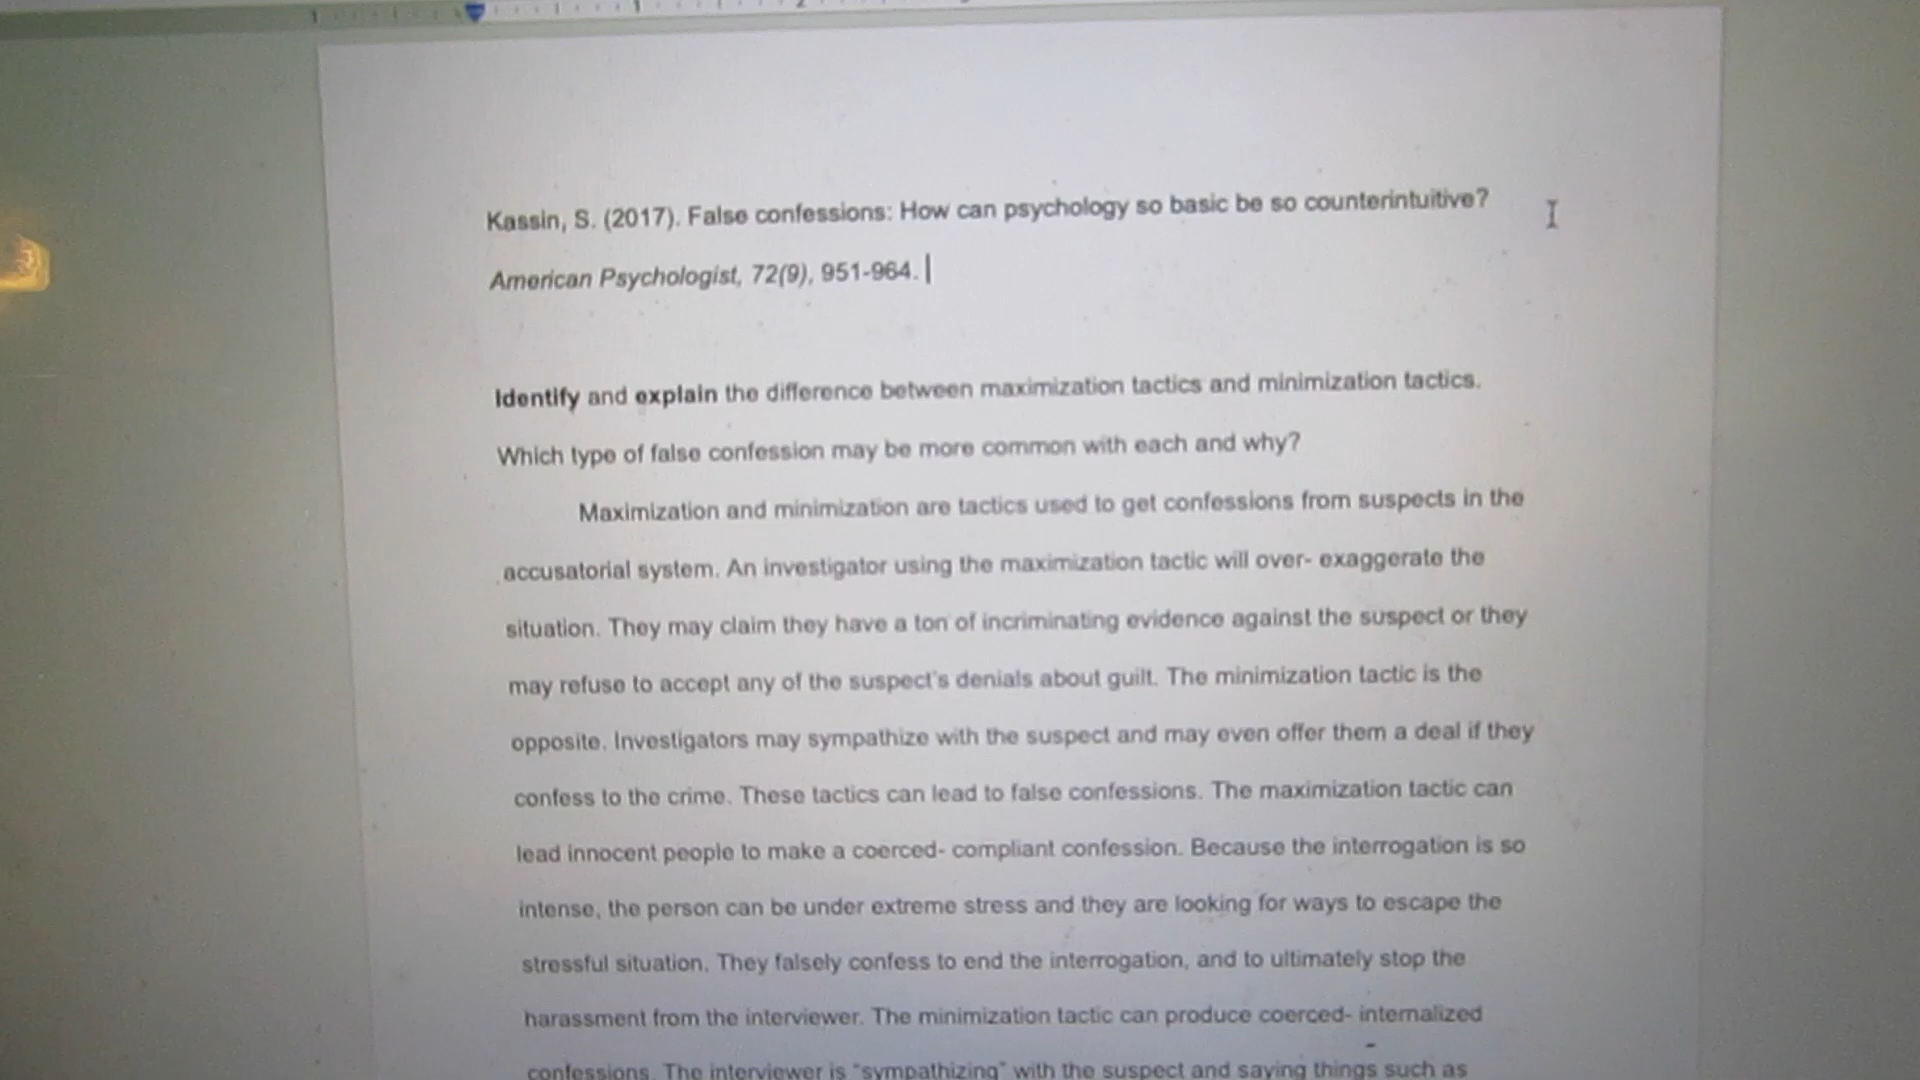 Kassin, S. (2017). False confessions: How can psychology so basic be so counterintuitive?
American Psychologist, 72(9), 951-964.
Identify and explain the difference between maximization tactics and minimization tactics.
Which type of false confession may be more common with each and why?
Maximization and minimization are tactics used to get confessions from suspects in the
accusatorial system. An investigator using the maximization tactic will over- exaggerate the
situation. They may claim they have a ton of incriminating evidence against the suspect or they
may refuse to accept any of the suspect's denials about guilt. The minimization tactic is the
opposite. Investigators may sympathize with the suspect and may even offer them a deal if they
confess to the crime. These tactics can lead to false confessions. The maximization tactic can
lead innocent people to make a coerced- compliant confession. Because the interrogation is so
intense, the person can be under extreme stress and they are looking for ways to escape the
stressful situation. They falsely confess to end the interrogation, and to ultimately stop the
harassment from the interviewer. The minimization tactic can produce coerced- internalized
confessions. The interviewer is "sympathizing" with the suspect and saying things such as